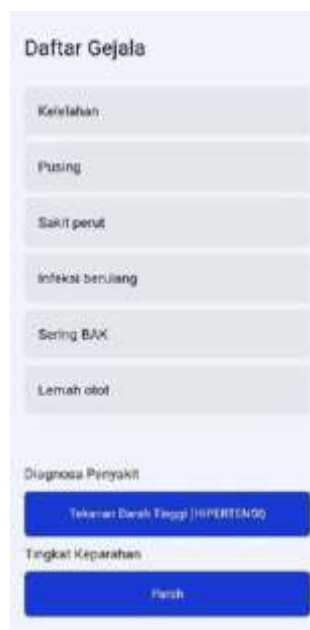 Daftar Gejala
Kelelahan
Pusing
Sakit perut
Infeksi berulang
Sering BAK
Lemah otot
Diagnosa Penyakit
Tekanan Darah Tinggi (HIPERTENSI)
Tingkat Keparahan
Parah